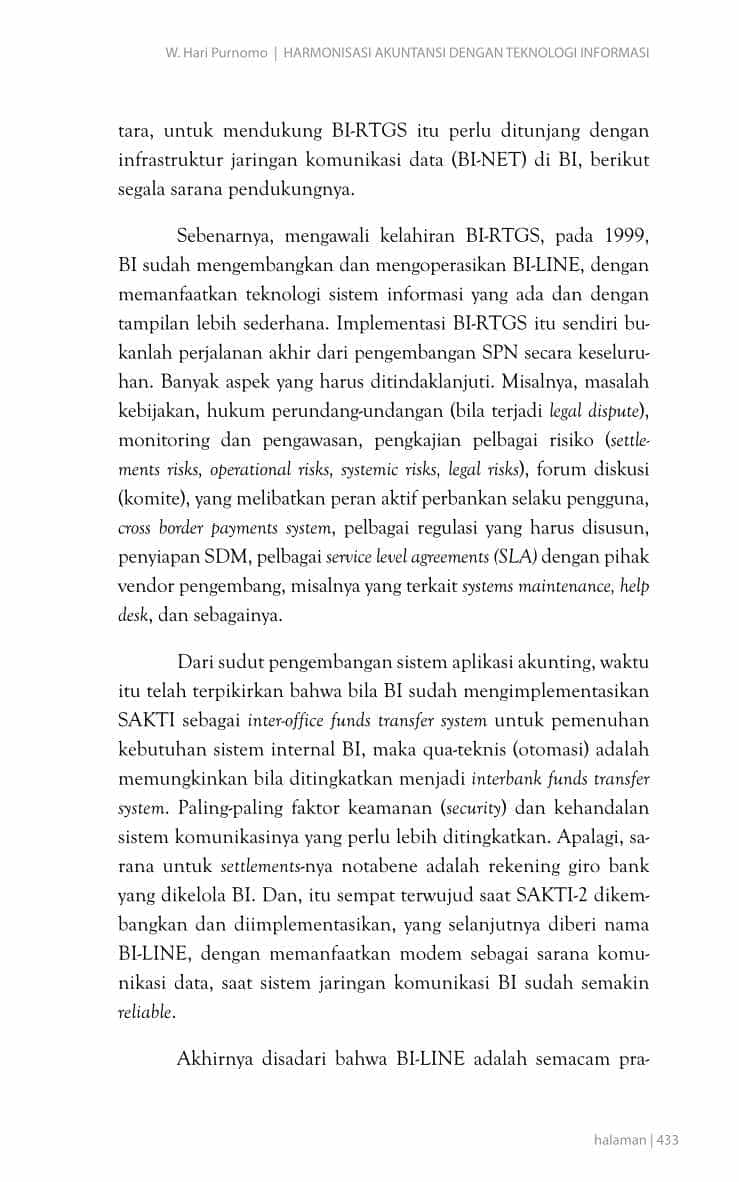 W. Hari Purnomo | HARMONISASI AKUNTANSI DENGAN TEKNOLOGI INFORMASI
tara, untuk mendukung BI-RTGS itu perlu ditunjang dengan
infrastruktur jaringan komunikasi data (BI-NET) di BI, berikut
segala sarana pendukungnya.
Sebenarnya, mengawali kelahiran BI-RTGS, pada 1999,
BI sudah mengembangkan dan mengoperasikan BI-LINE, dengan
memanfaatkan teknologi sistem informasi yang ada dan dengan
tampilan lebih sederhana. Implementasi BI-RTGS itu sendiri bu-
kanlah perjalanan akhir dari pengembangan SPN secara keseluru-
han. Banyak aspek yang harus ditindaklanjuti. Misalnya, masalah
kebijakan, hukum perundang-undangan (bila terjadi legal dispute),
monitoring dan pengawasan, pengkajian pelbagai risiko (settle-
ments risks, operational risks, systemic risks, legal risks), forum diskusi
(komite), yang melibatkan peran aktif perbankan selaku pengguna,
cross border payments system, pelbagai regulasi yang harus disusun,
penyiapan SDM, pelbagai service level agreements (SLA) dengan pihak
vendor pengembang, misalnya yang terkait systems maintenance, help
desk, dan sebagainya.
Dari sudut pengembangan sistem aplikasi akunting, waktu
itu telah terpikirkan bahwa bila BI sudah mengimplementasikan
SAKTI sebagai inter-office funds transfer system untuk pemenuhan
kebutuhan sistem internal BI, maka qua-teknis (otomasi) adalah
memungkinkan bila ditingkatkan menjadi interbank funds transfer
system. Paling-paling faktor keamanan (security) dan kehandalan
sistem komunikasinya yang perlu lebih ditingkatkan. Apalagi, sa-
rana untuk settlements-nya notabene adalah rekening giro bank
yang dikelola BI. Dan, itu sempat terwujud saat SAKTI-2 dikem-
bangkan dan diimplementasikan, yang selanjutnya diberi nama
BI-LINE, dengan memanfaatkan modem sebagai sarana komu-
nikasi data, saat sistem jaringan komunikasi BI sudah semakin
reliable.
Akhirnya disadari bahwa BI-LINE adalah semacam pra-
halaman | 433